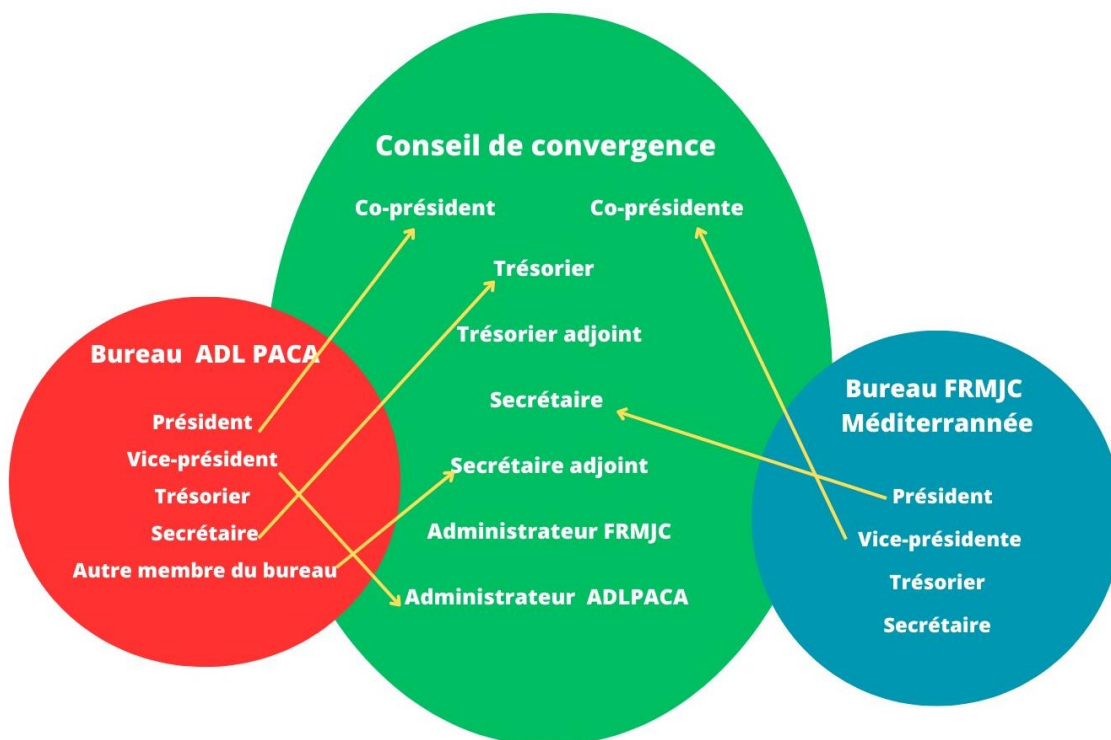 Conseil de convergence
Co-président
Co-présidente
Trésorier
Trésorier adjoint
Secrétaire
Secrétaire adjoint
Administrateur FRMJC
Administrateur ADLPACA
Bureau ADL PACA
Président
Vice-président
Trésorier
Secrétaire
Autre membre du bureau
Bureau FRMJC
Méditerrannée
Président
Vice-présidente
Trésorier
Secrétaire